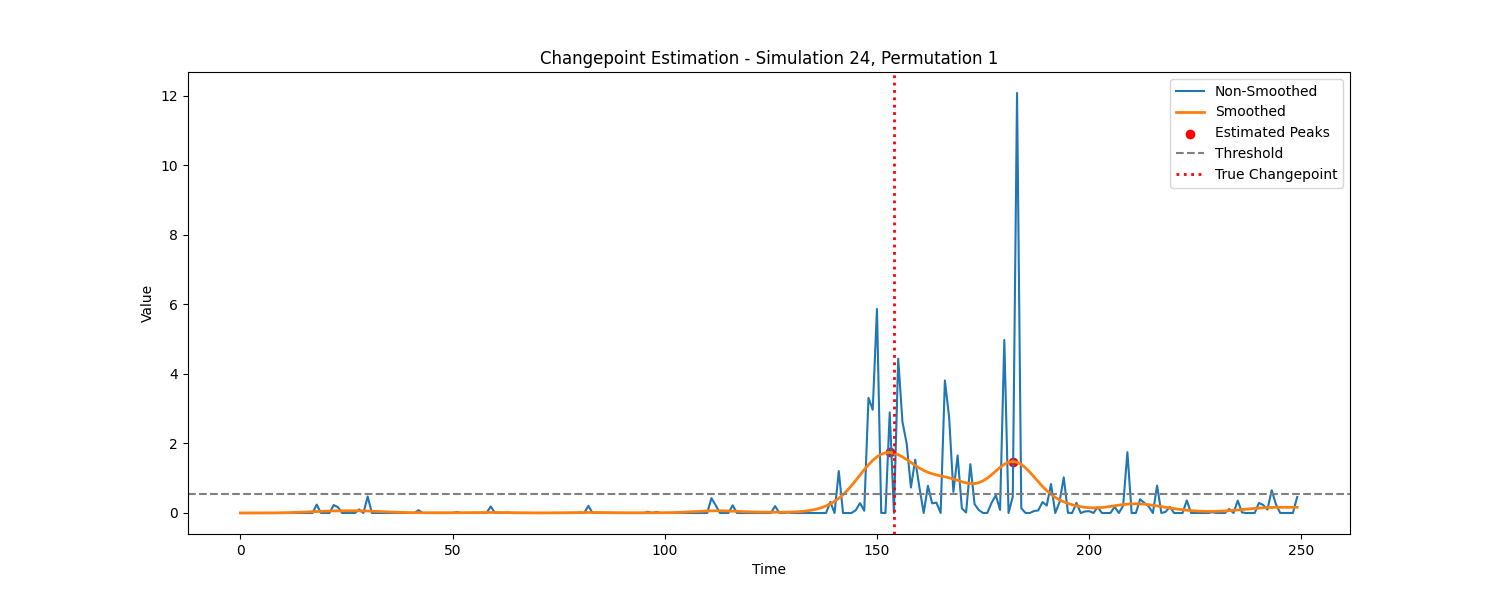 Changepoint Estimation - Simulation 24, Permutation 1
Non-Smoothed
Smoothed
Estimated Peaks
Threshold
True Changepoint
Value
12
10
8
6
4
2
0
0 50 100 150 200 250
Time